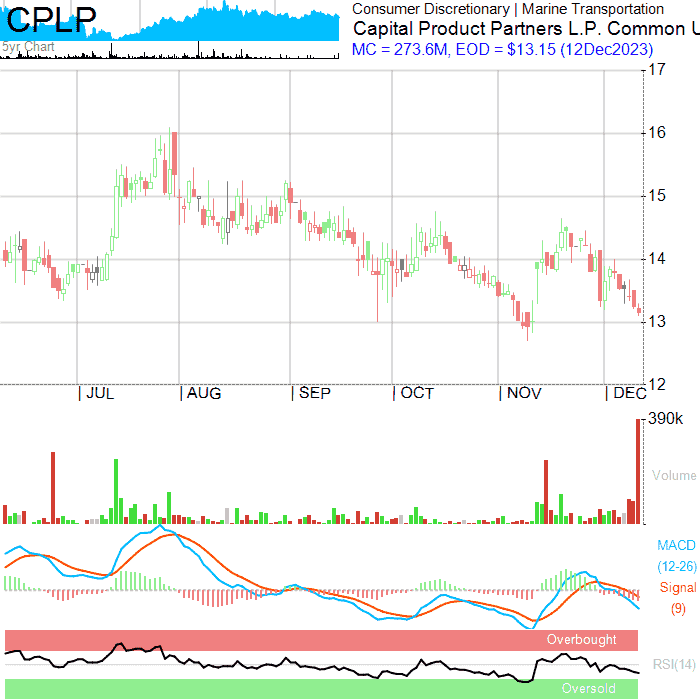 CPLP
5yr Chart
Consumer Discretionary | Marine Transportation
Capital Product Partners L.P. Common U
MC = 273.6M, EOD = $13.15 (12Dec2023)
17
16
15
14
13
12
| JUL | AUG | SEP | OCT | NOV | DEC
390k
Volume
MACD
(12-26)
Signal
(9)
Overbought
RSI(14)
Oversold